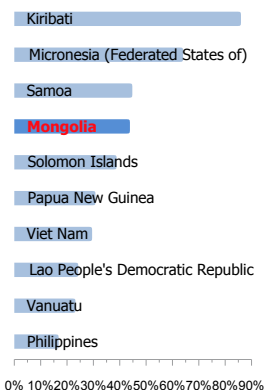 Kiribati
Micronesia (Federated States of)
Samoa
Mongolia
Solomon Islands
Papua New Guinea
Viet Nam
Lao People's Democratic Republic
Vanuatu
Philippines
0% 10%20%30%40%50%60%70%80%90%